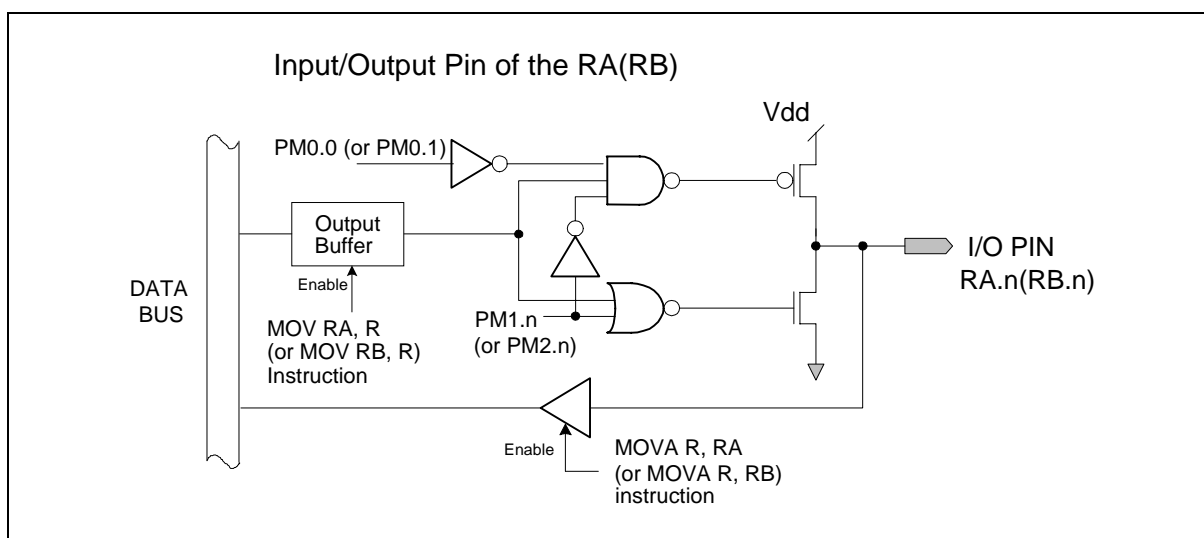 Input/Output Pin of the RA(RB)
Vdd
PM0.0 (or PM0.1)
Output
Buffer
Enable
I/O PIN
RA.n(RB.n)
DATA
BUS
MOV RA, R
(or MOV RB, R)
Instruction
PM1.n
(or PM2.n)
Enable
MOVA R, RA
(or MOVA R, RB)
instruction